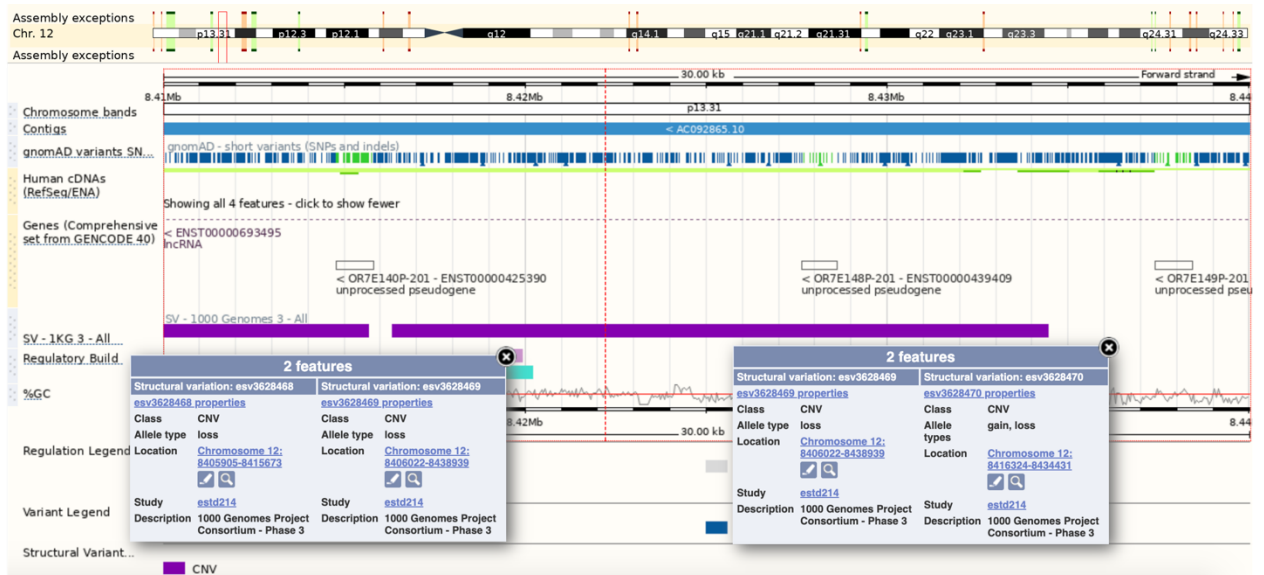 Assembly exceptions
Chr. 12
p13.31 p12.3 p12.1 q12 q14.1 q15 q21.1 q21.2 q21.31 q22 q23.1 q23.3 q24.31 q24.33
Assembly exceptions
30.00 kb Forward strand
8.41Mb 8.42Mb 8.43Mb 8.44
Chromosome bands p13.31
Contigs < AC092865.10
gnomAD variants SN... gnomAD - short variants (SNPs and indels)
Human cDNAs
(RefSeq/ENA)
Showing all 4 features - click to show fewer
Genes (Comprehensive
set from GENCODE 40)
< ENST00000693495
lncRNA
< OR7E140P-201 - ENST00000425390
unprocessed pseudogene
< OR7E148P-201 - ENST00000439409
unprocessed pseudogene
< OR7E149P-201
unprocessed pseu
SV - 1000 Genomes 3 - All
SV - 1KG 3 - All
Regulatory Build
%GC
8.42Mb 8.44
30.00 kb
Regulation Legend
Variant Legend
Structural Variant...
CNV
2 features
Structural variation: esv3628468 Structural variation: esv3628469
esv3628468 properties esv3628469 properties
Class CNV Class CNV
Allele type loss Allele type loss
Location Chromosome 12: Location Chromosome 12:
8405905-8415673 8406022-8438939
Study estd214 Study estd214
Description 1000 Genomes Project Description 1000 Genomes Project
Consortium - Phase 3 Consortium - Phase 3
2 features
Structural variation: esv3628469 Structural variation: esv3628470
esv3628469 properties esv3628470 properties
Class CNV Class CNV
Allele type loss Allele types gain, loss
Location Chromosome 12: Location Chromosome 12:
8406022-8438939 8416324-8434431
Study estd214 Study estd214
Description 1000 Genomes Project Description 1000 Genomes Project
Consortium - Phase 3 Consortium - Phase 3